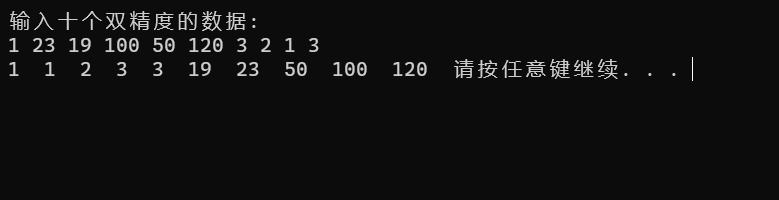 输入十个双精度的数据:
1 23 19 100 50 120 3 2 1 3
1  1  2  3  3  19  23  50  100  120  请按任意键继续. . .